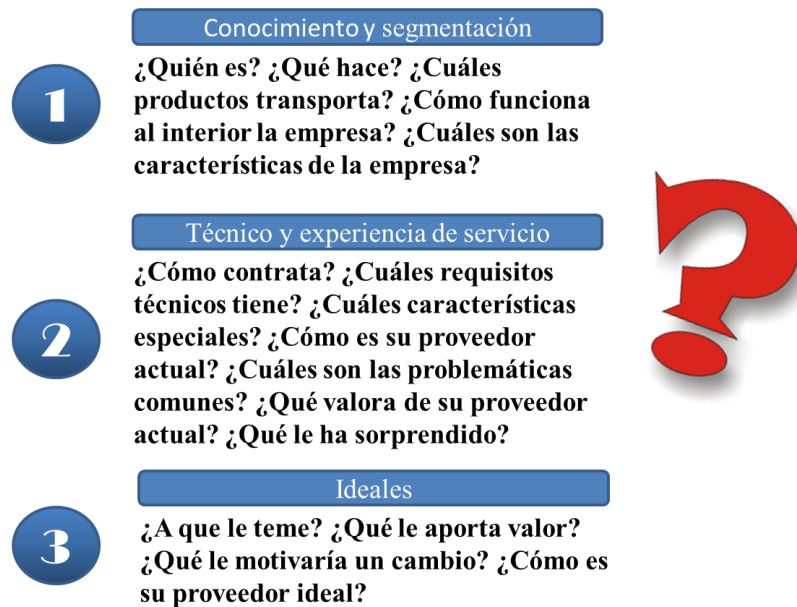 Conocimiento y segmentación
1
¿Quién es? ¿Qué hace? ¿Cuáles
productos transporta? ¿Cómo funciona
al interior la empresa? ¿Cuáles son las
características de la empresa?
Técnico y experiencia de servicio
2
¿Cómo contrata? ¿Cuáles requisitos
técnicos tiene? ¿Cuáles características
especiales? ¿Cómo es su proveedor
actual? ¿Cuáles son las problemáticas
comunes? ¿Qué valora de su proveedor
actual? ¿Qué le ha sorprendido?
Ideales
3
¿A que le teme? ¿Qué le aporta valor?
¿Qué le motivaría un cambio? ¿Cómo es
su proveedor ideal?
?